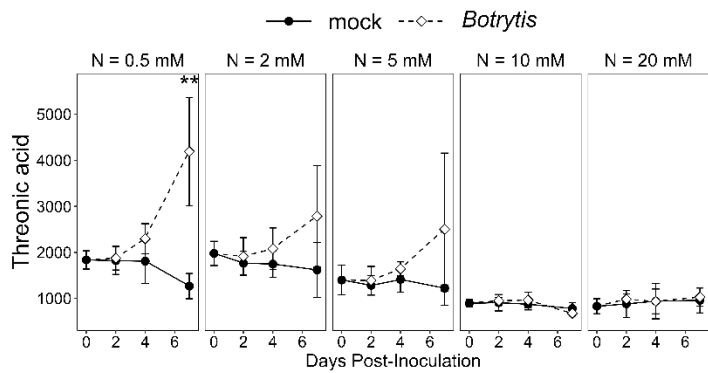 mock Botrytis
N = 0.5 mM N = 2 mM N = 5 mM N = 10 mM N = 20 mM
**
5000
4000
3000
2000
1000
Threonic acid
0 2 4 6 0 2 4 6 0 2 4 6 0 2 4 6 0 2 4 6
Days Post-Inoculation